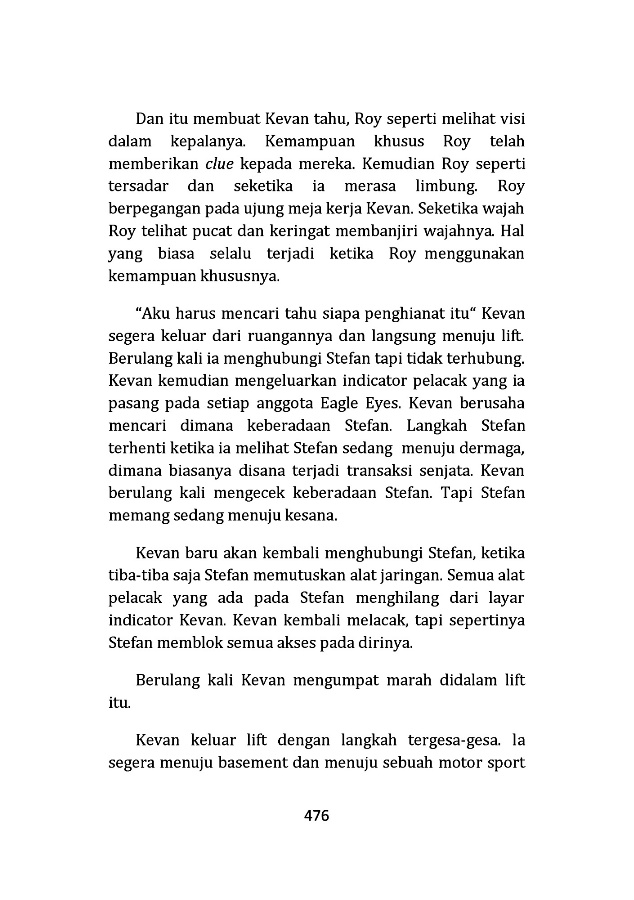 Dan itu membuat Kevan tahu, Roy seperti melihat visi
dalam kepalanya. Kemampuan khusus Roy telah
memberikan clue kepada mereka. Kemudian Roy seperti
tersadar dan seketika ia merasa limbung. Roy
berpegangan pada ujung meja kerja Kevan. Seketika wajah
Roy telihat pucat dan keringat membanjiri wajahnya. Hal
yang biasa selalu terjadi ketika Roy menggunakan
kemampuan khususnya.
“Aku harus mencari tahu siapa penghianat itu“ Kevan
segera keluar dari ruangannya dan langsung menuju lift.
Berulang kali ia menghubungi Stefan tapi tidak terhubung.
Kevan kemudian mengeluarkan indicator pelacak yang ia
pasang pada setiap anggota Eagle Eyes. Kevan berusaha
mencari dimana keberadaan Stefan. Langkah Stefan
terhenti ketika ia melihat Stefan sedang menuju dermaga,
dimana biasanya disana terjadi transaksi senjata. Kevan
berulang kali mengecek keberadaan Stefan. Tapi Stefan
memang sedang menuju kesana.
Kevan baru akan kembali menghubungi Stefan, ketika
tiba-tiba saja Stefan memutuskan alat jaringan. Semua alat
pelacak yang ada pada Stefan menghilang dari layar
indicator Kevan. Kevan kembali melacak, tapi sepertinya
Stefan memblok semua akses pada dirinya.
Berulang kali Kevan mengumpat marah didalam lift
itu.
Kevan keluar lift dengan langkah tergesa-gesa. Ia
segera menuju basement dan menuju sebuah motor sport
476